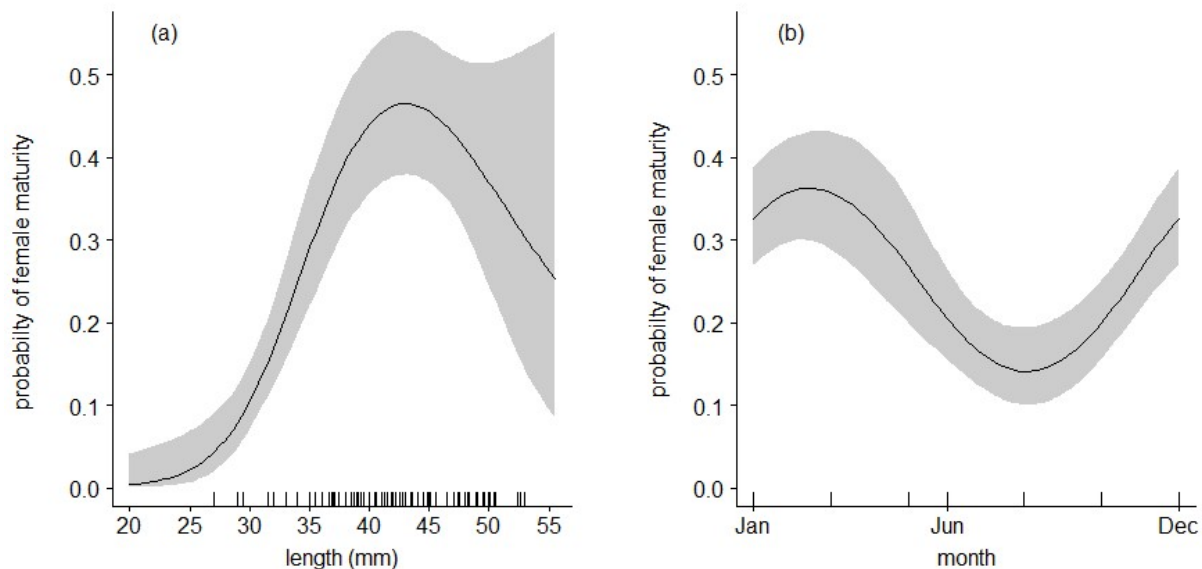 (a)
probabilty of female maturity
0.5
0.4
0.3
0.2
0.1
0.0
20 25 30 35 40 45 50 55
length (mm)
(b)
probabilty of female maturity
0.5
0.4
0.3
0.2
0.1
0.0
Jan Jun Dec
month